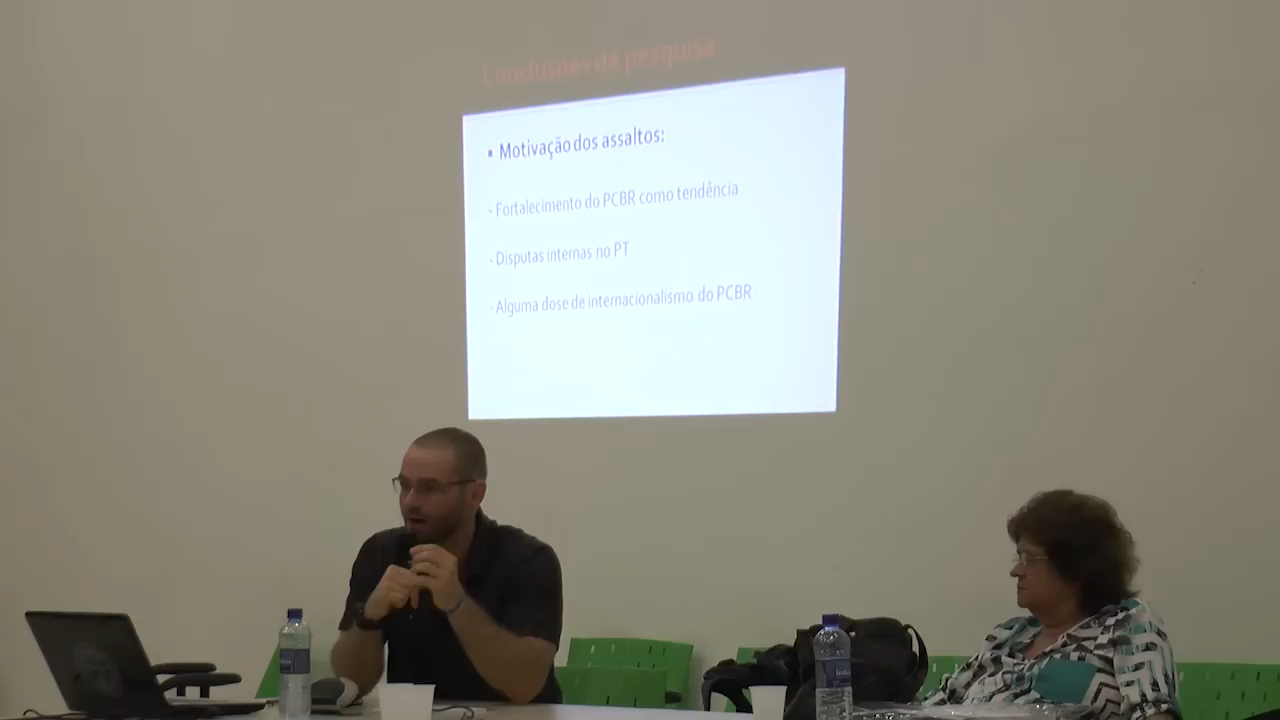 Conclusões da pesquisa
▪ Motivação dos assaltos:
- Fortalecimento do PCBR como tendência
- Disputas internas no PT
- Alguma dose de internacionalismo do PCBR